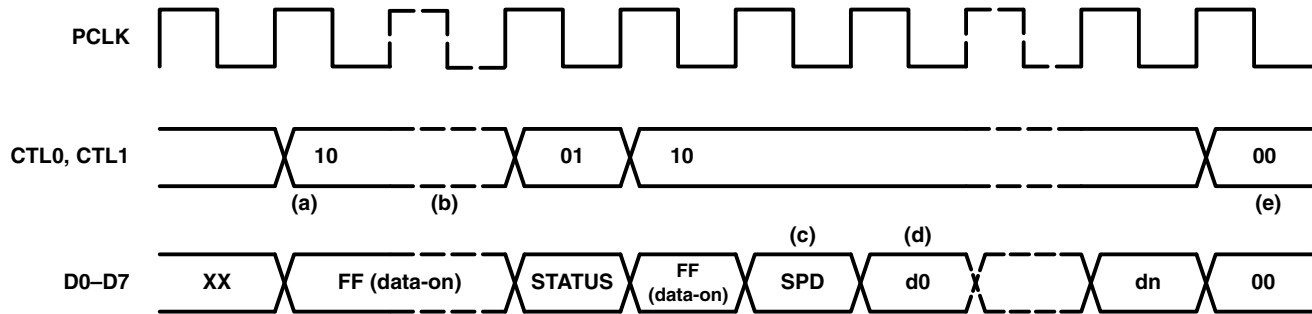 PCLK
CTL0, CTL1
10
01
10
00
(a)
(b)
(e)
(c)
(d)
D0–D7
XX
FF (data-on)
STATUS
FF
(data-on)
SPD
d0
dn
00